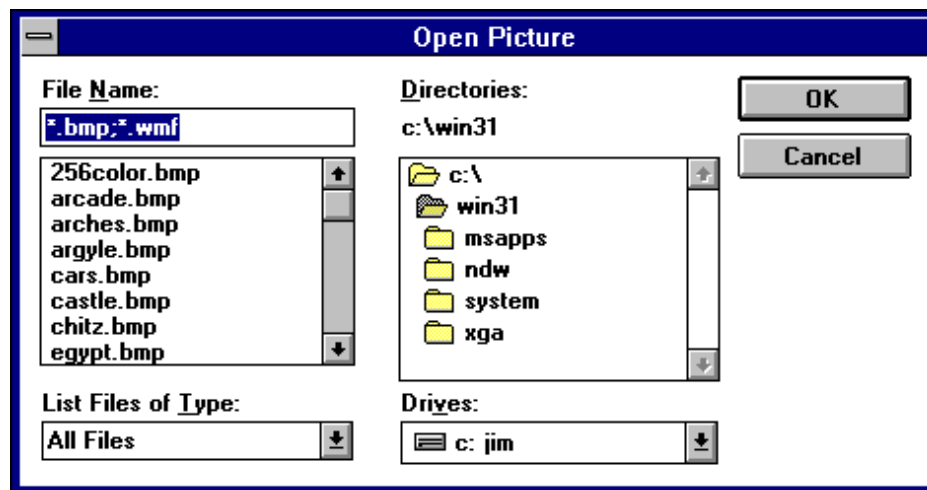 Open Picture
File Name:
*.bmp;*.wmf
256color.bmp
arcade.bmp
arches.bmp
argyle.bmp
cars.bmp
castle.bmp
chitz.bmp
egypt.bmp
List Files of Type:
All Files
Directories:
c:\win31
c:\
win31
msapps
ndw
system
xga
Drives:
c: jim
OK
Cancel